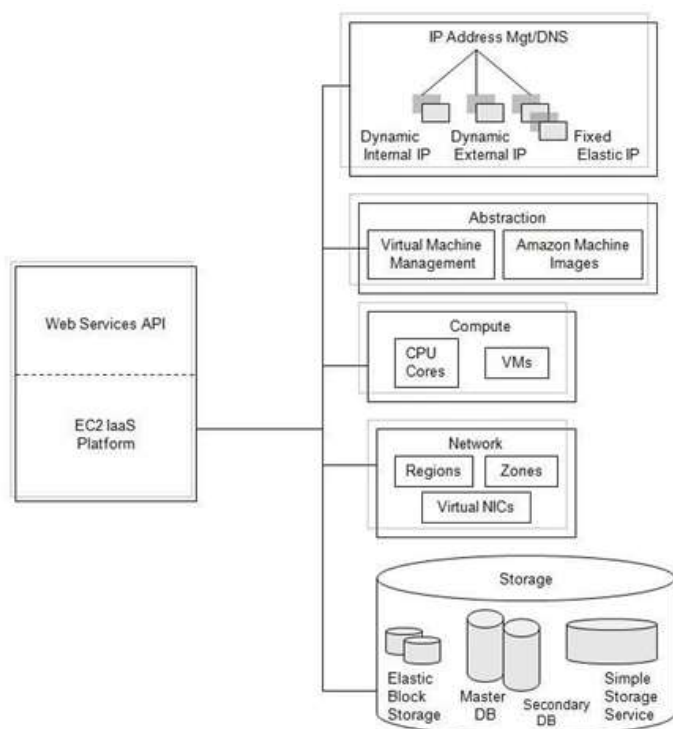 IP Address Mgt/DNS
Dynamic
Internal IP
Dynamic
External IP
Fixed
Elastic IP
Abstraction
Virtual Machine
Management
Amazon Machine
Images
Web Services API
EC2 IaaS
Platform
Compute
CPU
Cores
VMs
Network
Regions
Zones
Virtual NICs
Storage
Elastic
Block
Storage
Master
DB
Secondary
DB
Simple
Storage
Service